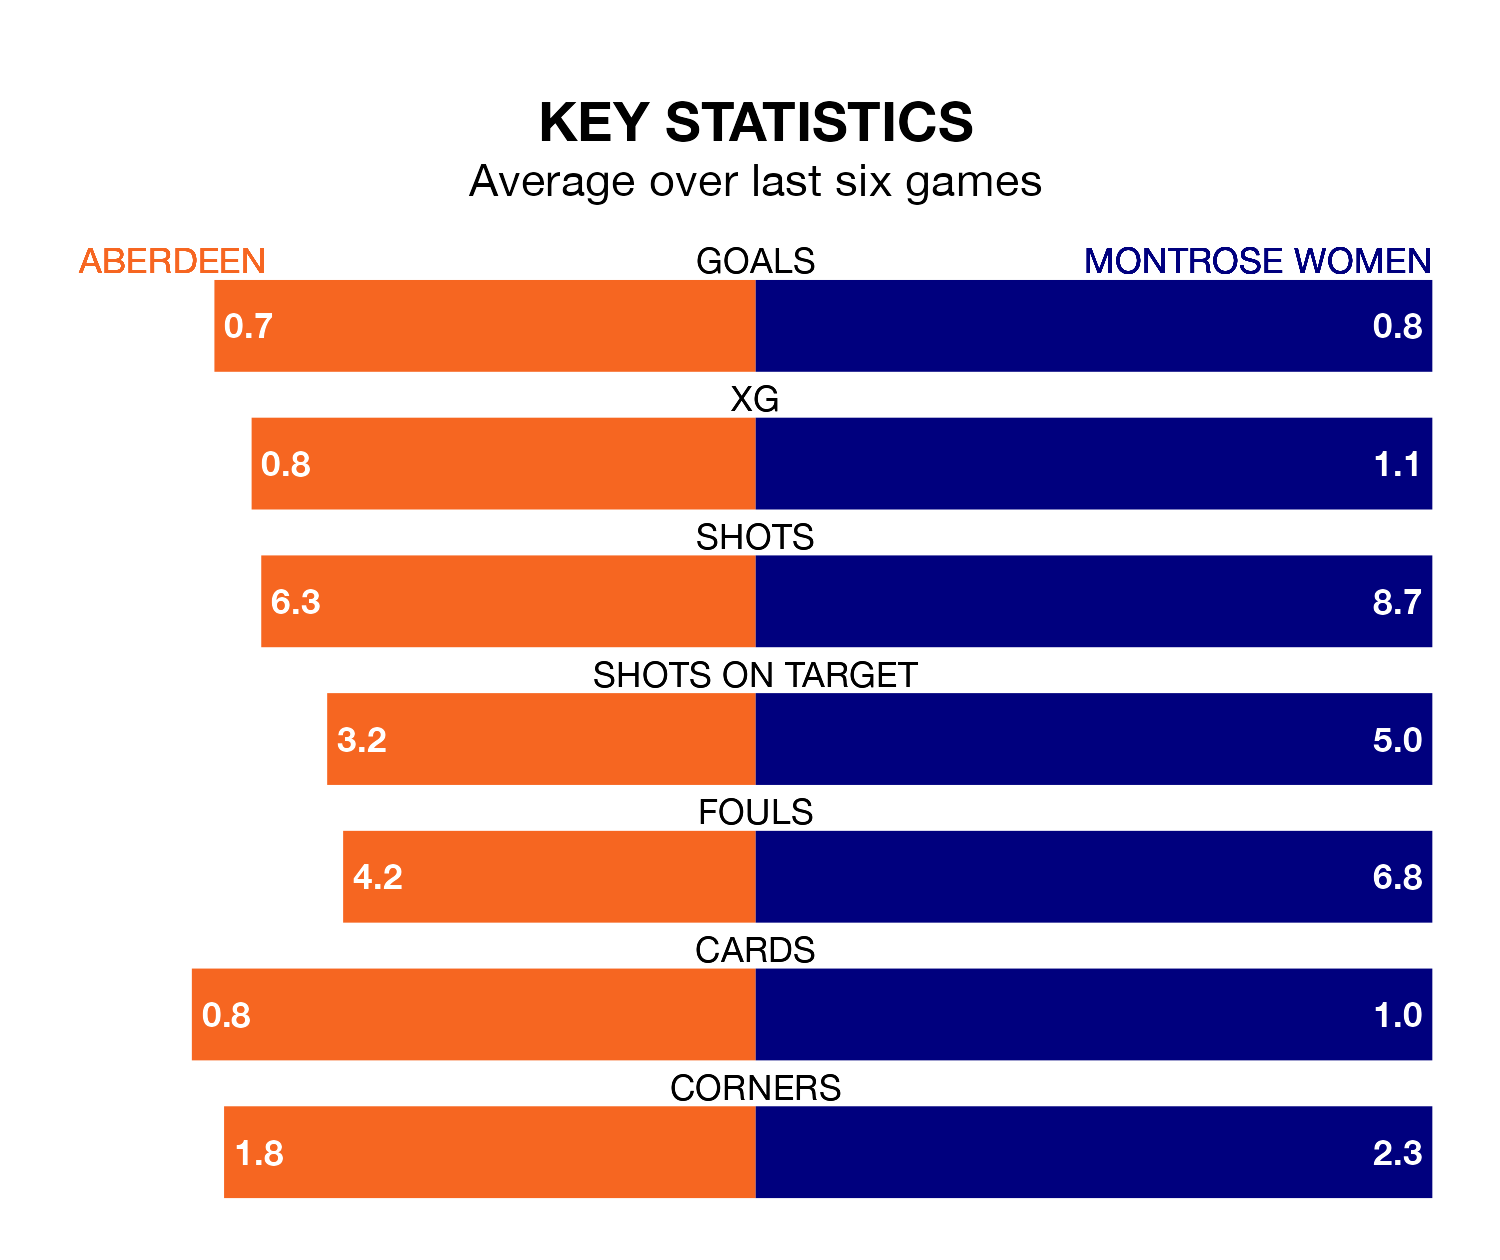 KEY STATISTICS
Average over last six games
ABERDEEN GOALS MONTROSE WOMEN
0.7 0.8
XG
0.8 1.1
SHOTS
6.3 8.7
SHOTS ON TARGET
3.2 5.0
FOULS
4.2 6.8
CARDS
0.8 1.0
CORNERS
1.8 2.3